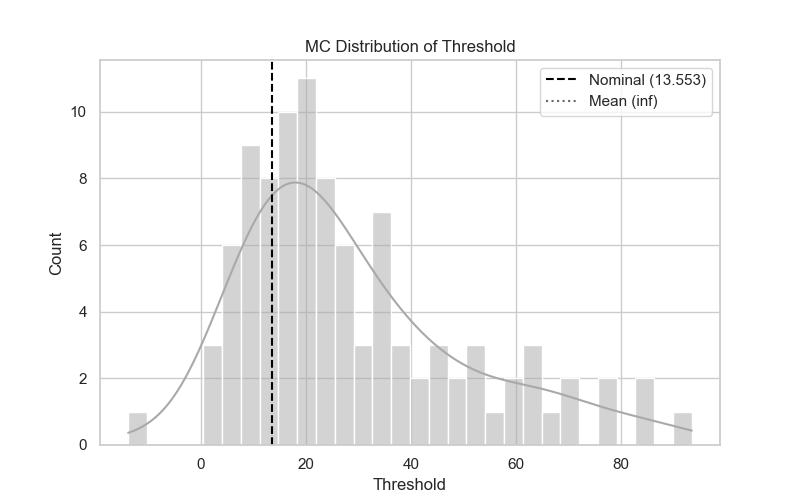 MC Distribution of Threshold
Nominal (13.553)
Mean (inf)
10
8
6
4
2
0
Count
0 20 40 60 80
Threshold